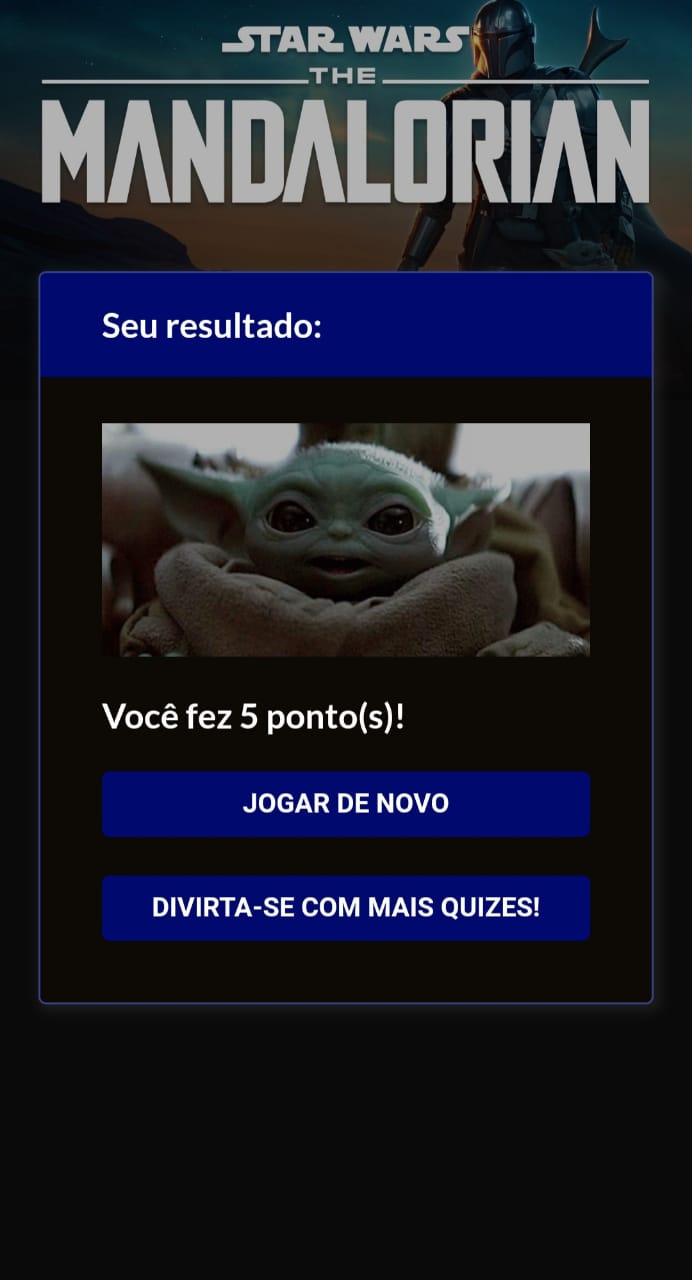 STAR WARS
THE
MANDALORIAN
Seu resultado:
Você fez 5 ponto(s)!
JOGAR DE NOVO
DIVIRTA-SE COM MAIS QUIZES!